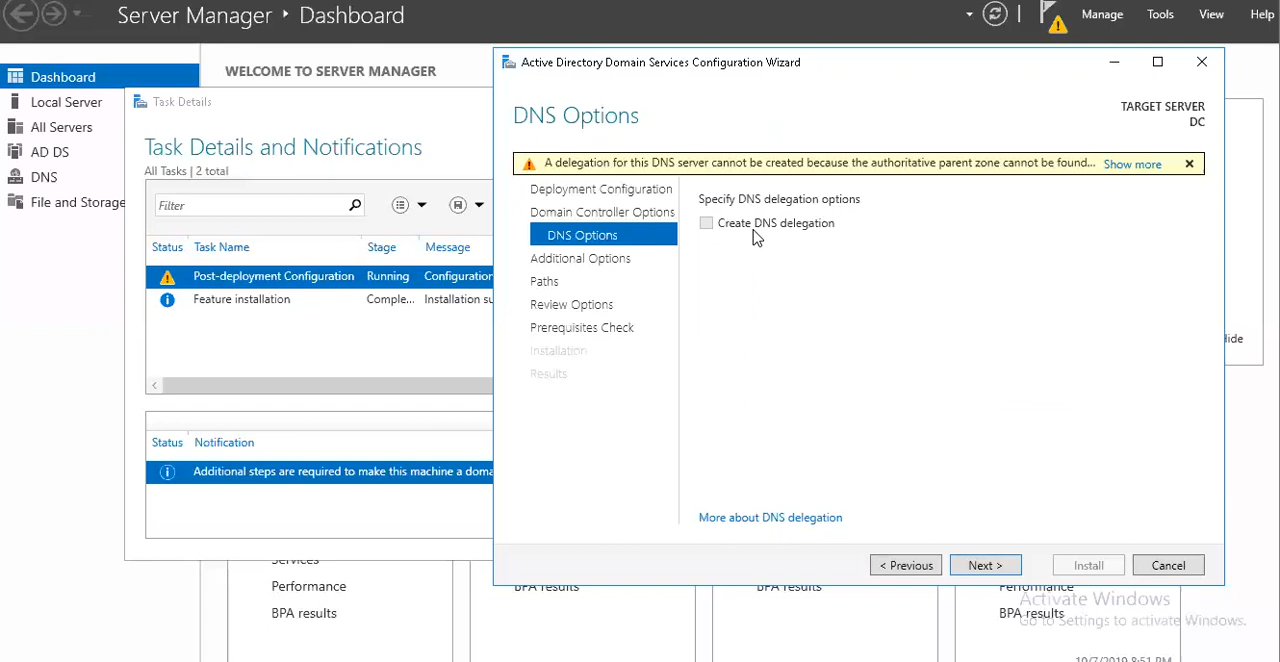 Server Manager ‣ Dashboard
Manage Tools View Help
Dashboard
Local Server
All Servers
AD DS
DNS
File and Storage
WELCOME TO SERVER MANAGER
Task Details
Task Details and Notifications
All Tasks | 2 total
Filter
Status Task Name Stage Message
Post-deployment Configuration Running Configuration
Feature installation Comple... Installation su
Status Notification
Additional steps are required to make this machine a doma
Active Directory Domain Services Configuration Wizard
DNS Options
TARGET SERVER
DC
A delegation for this DNS server cannot be created because the authoritative parent zone cannot be found... Show more
Deployment Configuration
Domain Controller Options
DNS Options
Additional Options
Paths
Review Options
Prerequisites Check
Installation
Results
Specify DNS delegation options
Create DNS delegation
More about DNS delegation
< Previous Next > Install Cancel
Services
Performance
BPA results
BPA results
BPA results
Performance
BPA results
Activate Windows
Go to Settings to activate Windows.
10/7/2019 8:51 PM